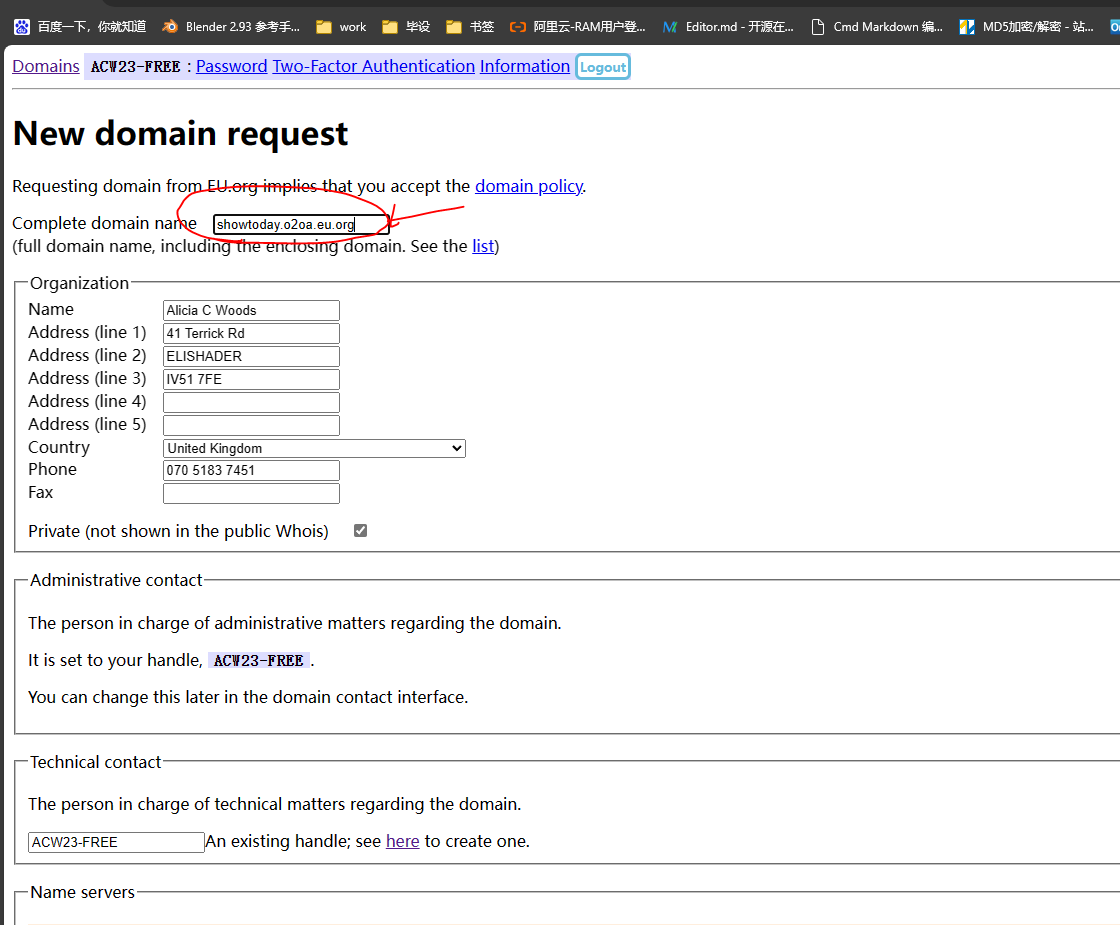 百度一下，你就知道 Blender 2.93 参考手... work 毕设 书签 阿里云-RAM用户登... Editor.md - 开源在... Cmd Markdown 编... MD5加密/解密 - 站...
Domains ACW23-FREE : Password Two-Factor Authentication Information Logout
New domain request
Requesting domain from EU.org implies that you accept the domain policy.
Complete domain name showtoday.o2oa.eu.org
(full domain name, including the enclosing domain. See the list)
Organization
Name Alicia C Woods
Address (line 1) 41 Terrick Rd
Address (line 2) ELISHADER
Address (line 3) IV51 7FE
Address (line 4)
Address (line 5)
Country United Kingdom
Phone 070 5183 7451
Fax
Private (not shown in the public Whois)
Administrative contact
The person in charge of administrative matters regarding the domain.
It is set to your handle, ACW23-FREE .
You can change this later in the domain contact interface.
Technical contact
The person in charge of technical matters regarding the domain.
ACW23-FREE An existing handle; see here to create one.
Name servers